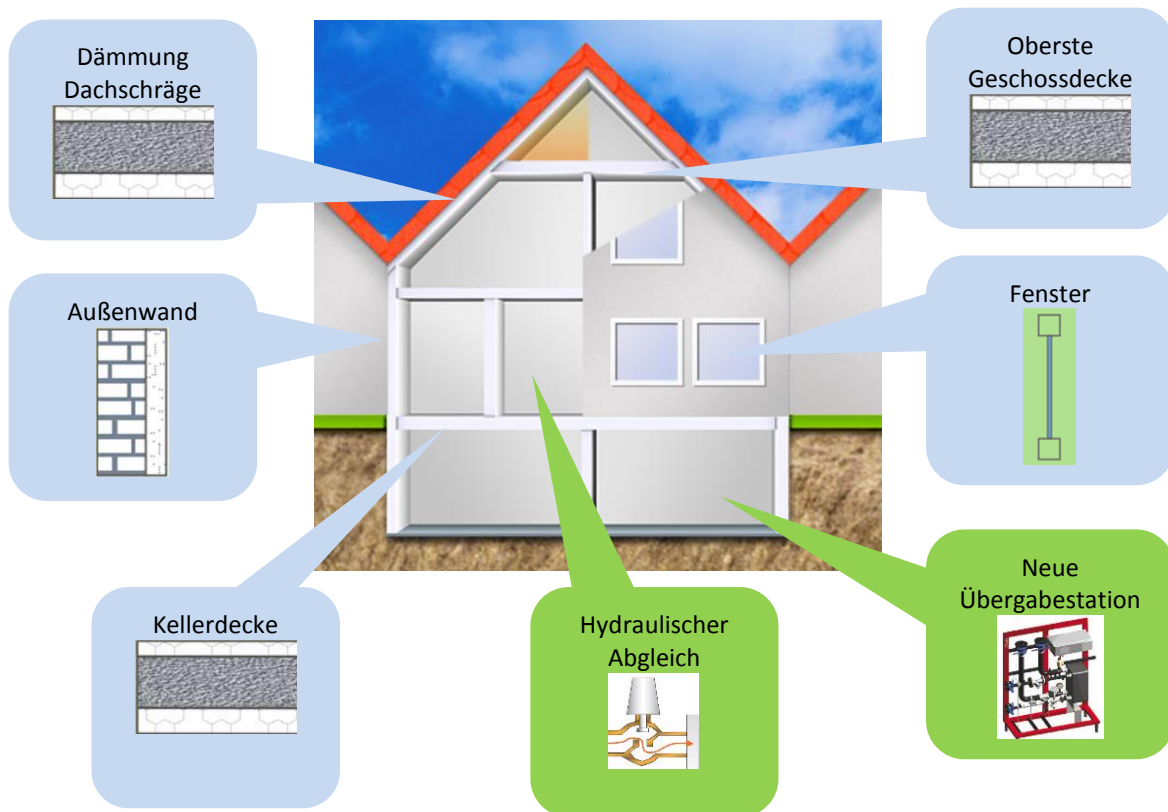 Dämmung
Dachschräge
Oberste
Geschossdecke
Außenwand
Fenster
Kellerdecke
Hydraulischer
Abgleich
Neue
Übergabestation